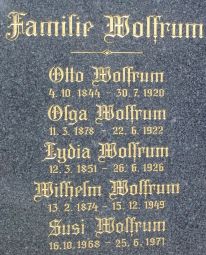 Familie Wolfrum
Otto Wolfrum
4. 10. 1844 - 30. 7. 1920
Olga Wolfrum
11. 3. 1878 - 22. 6. 1922
Lydia Wolfrum
12. 3. 1851 - 26. 6. 1926
Wilhelm Wolfrum
13. 2. 1874 - 15. 12. 1949
Susi Wolfrum
16. 10. 1968 - 25. 6. 1971